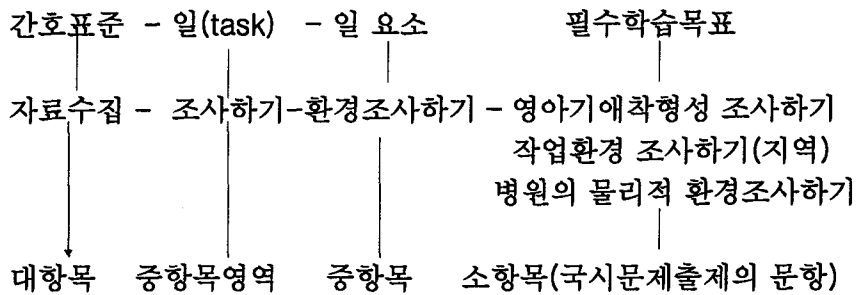 간호표준 – 일(task) – 일 요소 필수학습목표
자료수집 – 조사하기–환경조사하기 – 영아기애착형성 조사하기
작업환경 조사하기(지역)
병원의 물리적 환경조사하기
대항목 중항목영역 중항목 소항목(국시문제출제의 문항)